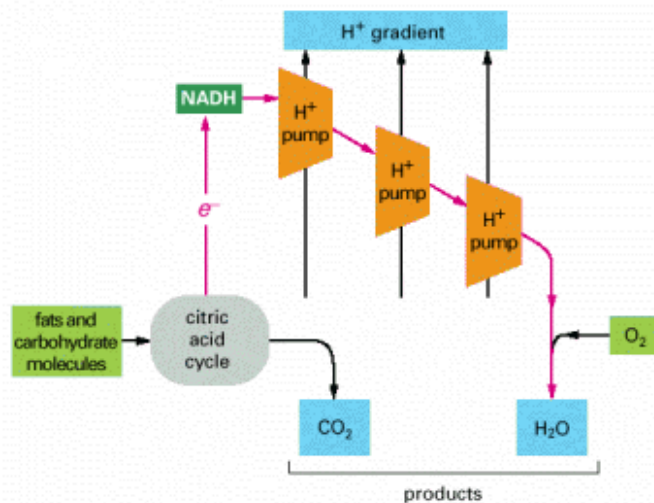 H⁺ gradient
NADH
H⁺
pump
H⁺
pump
H⁺
pump
e⁻
fats and
carbohydrate
molecules
citric
acid
cycle
O₂
CO₂
H₂O
products